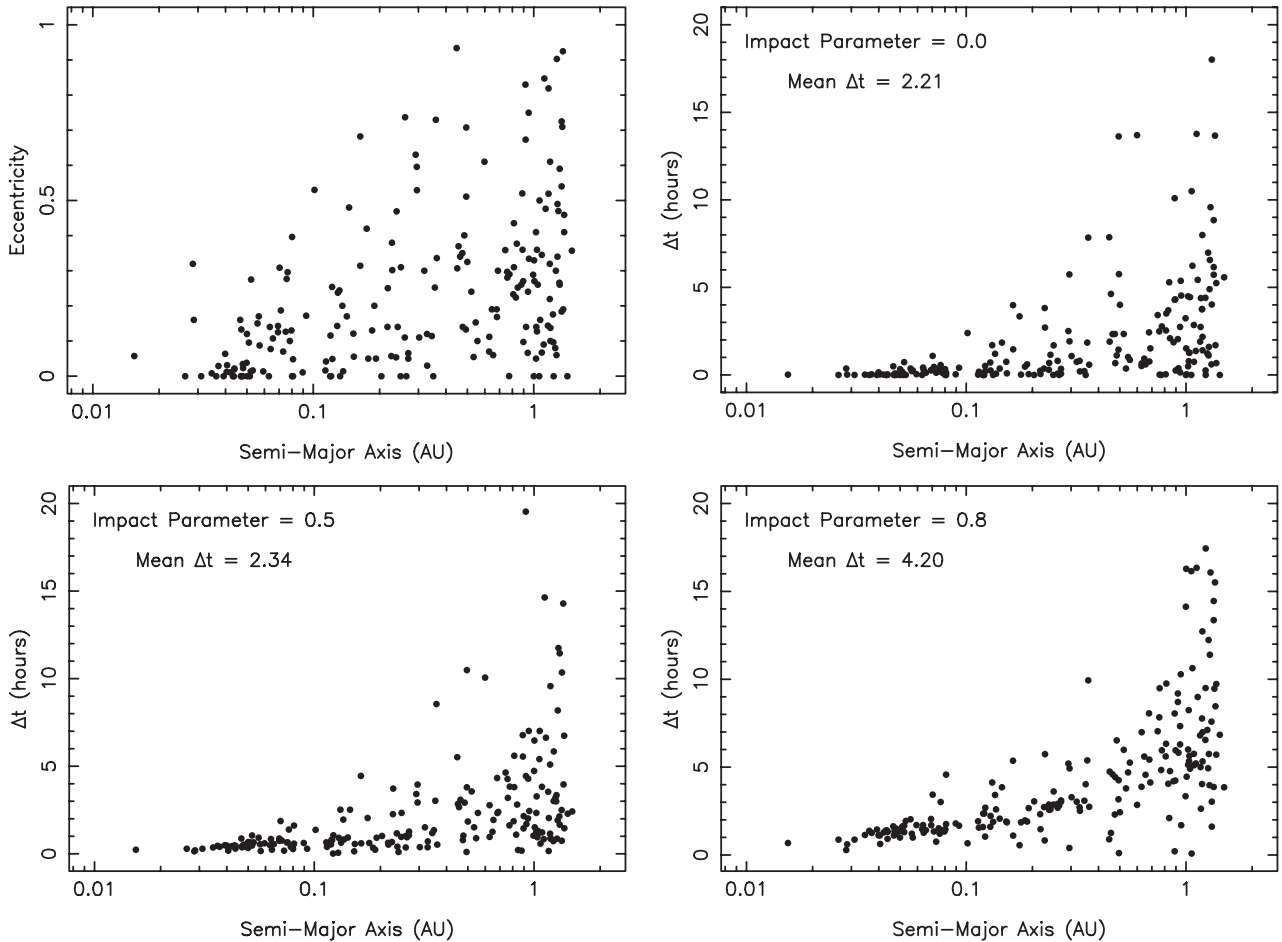 1
0.5
0
Eccentricity
0.01
0.1
1
Semi-Major Axis (AU)
20
15
10
5
0
Δt (hours)
Impact Parameter = 0.0
Mean Δt = 2.21
0.01
0.1
1
Semi-Major Axis (AU)
20
15
10
5
0
Δt (hours)
Impact Parameter = 0.5
Mean Δt = 2.34
0.01
0.1
1
Semi-Major Axis (AU)
20
15
10
5
0
Δt (hours)
Impact Parameter = 0.8
Mean Δt = 4.20
0.01
0.1
1
Semi-Major Axis (AU)